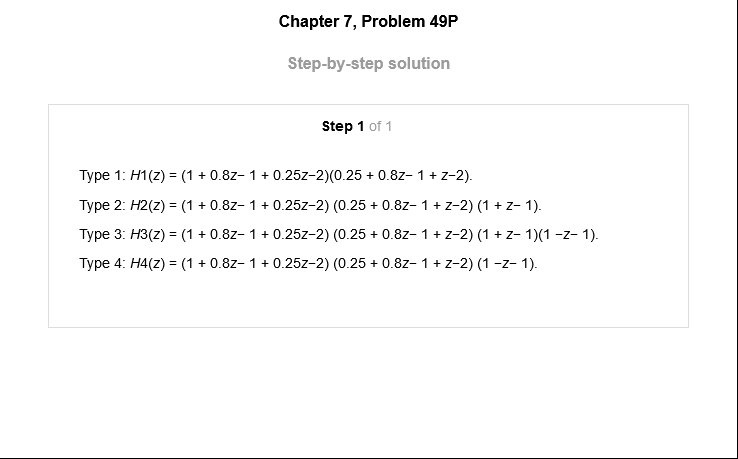 Chapter 7, Problem 49P
Step-by-step solution
Step 1 of 1
Type 1: H1(z) = (1 + 0.8z− 1 + 0.25z−2)(0.25 + 0.8z− 1 + z−2).
Type 2: H2(z) = (1 + 0.8z− 1 + 0.25z−2) (0.25 + 0.8z− 1 + z−2) (1 + z− 1).
Type 3: H3(z) = (1 + 0.8z− 1 + 0.25z−2) (0.25 + 0.8z− 1 + z−2) (1 + z− 1)(1 −z− 1).
Type 4: H4(z) = (1 + 0.8z− 1 + 0.25z−2) (0.25 + 0.8z− 1 + z−2) (1 −z− 1).